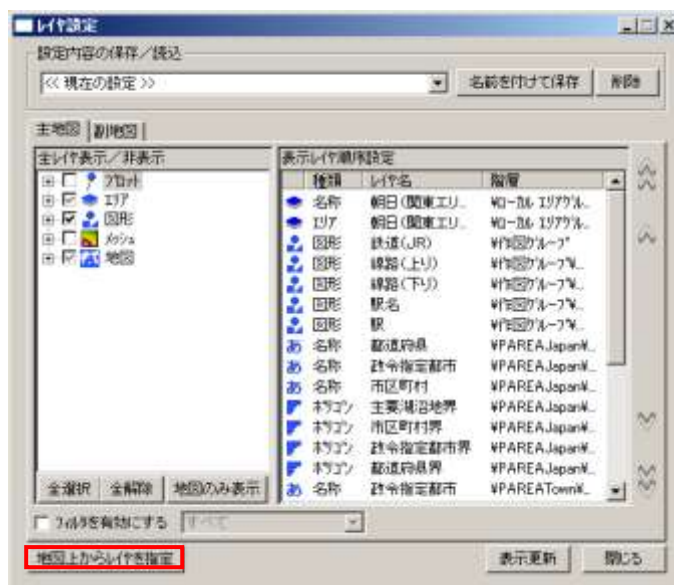 レイヤ設定
設定内容の保存／読込
<< 現在の設定 >>
名前を付けて保存
削除
主地図
副地図
全レイヤ表示／非表示
プロット
エリア
図形
メッシュ
地図
全選択
全解除
地図のみ表示
表示レイヤ順序設定
種類 レイヤ名 階層
名称 朝日(関東エリ... ¥ローカル エリアグル...
エリア 朝日(関東エリ... ¥ローカル エリアグル...
図形 鉄道(JR) ¥作図グループ
図形 線路(上り) ¥作図グループ¥...
図形 線路(下り) ¥作図グループ¥...
図形 駅名 ¥作図グループ¥...
図形 駅 ¥作図グループ¥...
名称 都道府県 ¥PAREAJapan¥...
名称 政令指定都市 ¥PAREAJapan¥...
名称 市区町村 ¥PAREAJapan¥...
ポリゴン 主要湖沼地界 ¥PAREAJapan¥...
ポリゴン 市区町村界 ¥PAREAJapan¥...
ポリゴン 政令指定都市界 ¥PAREAJapan¥...
ポリゴン 都道府県界 ¥PAREAJapan¥...
名称 政令指定都市 ¥PAREATown¥...
フィルタを有効にする
すべて
地図上からレイヤを指定
表示更新
閉じる